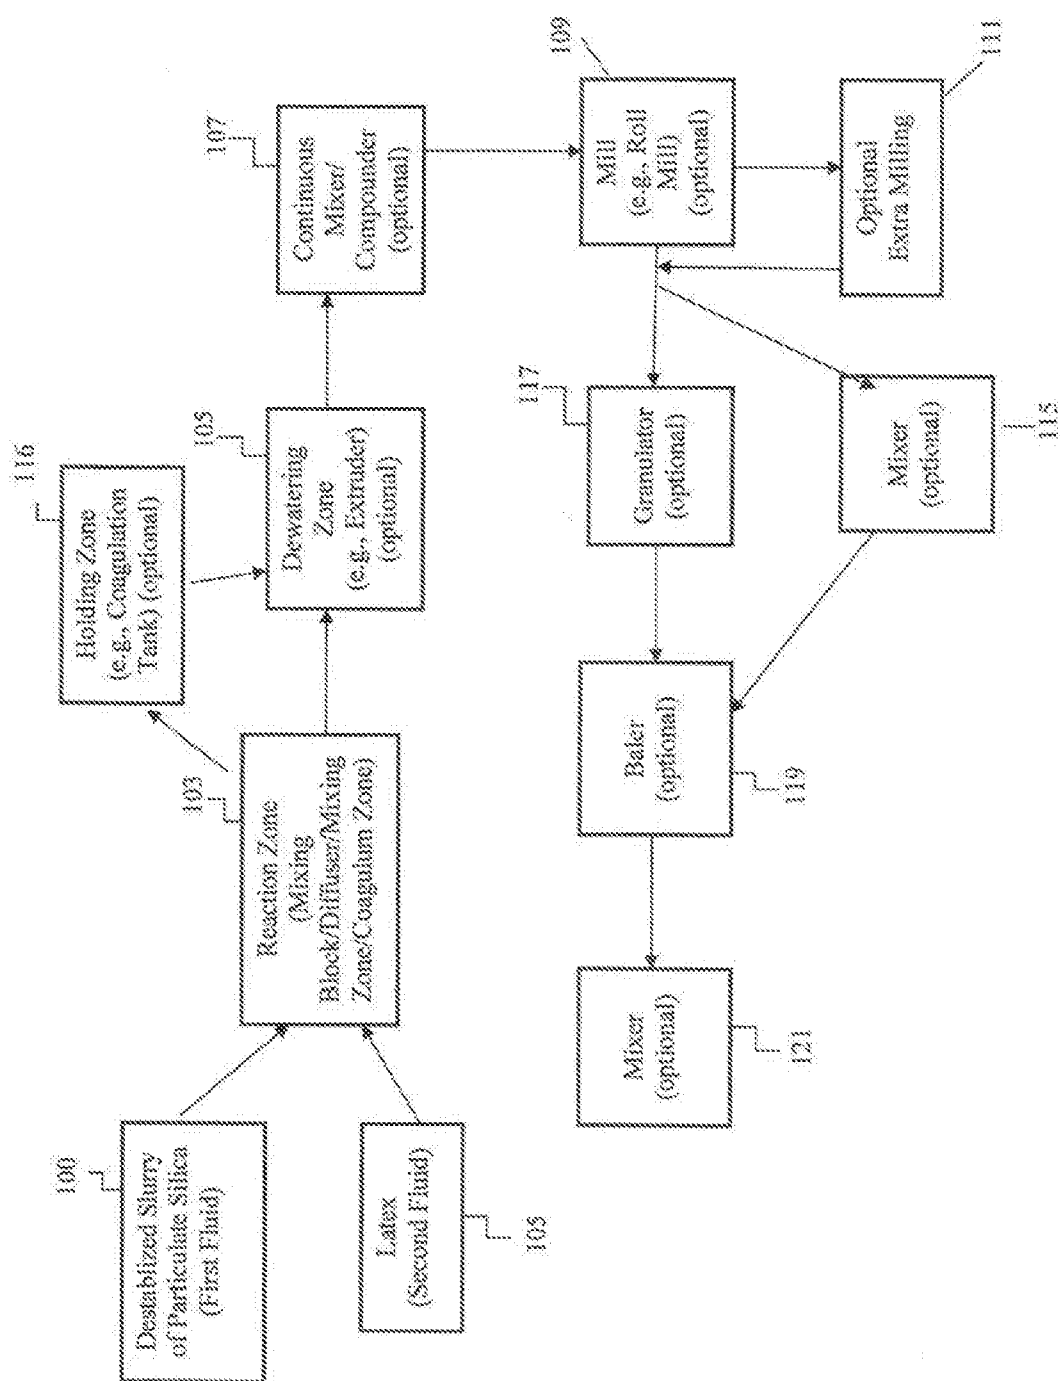 100
Destablized Slurry
of Particulate Silica
(First Fluid)
Latex
(Second Fluid)
105
103
Reaction Zone
(Mixing
Block/Diffuser/Mixing
Zone/Coagulum Zone)
116
Holding Zone
(e.g., Coagulation
Tank) (optional)
105
Dewatering
Zone
(e.g., Extruder)
(optional)
107
Continuous
Mixer/
Compounder
(optional)
109
Mill
(e.g., Roll
Mill)
(optional)
Optional
Extra Milling
111
117
Granulator
(optional)
Mixer
(optional)
115
Baler
(optional)
119
Mixer
(optional)
121